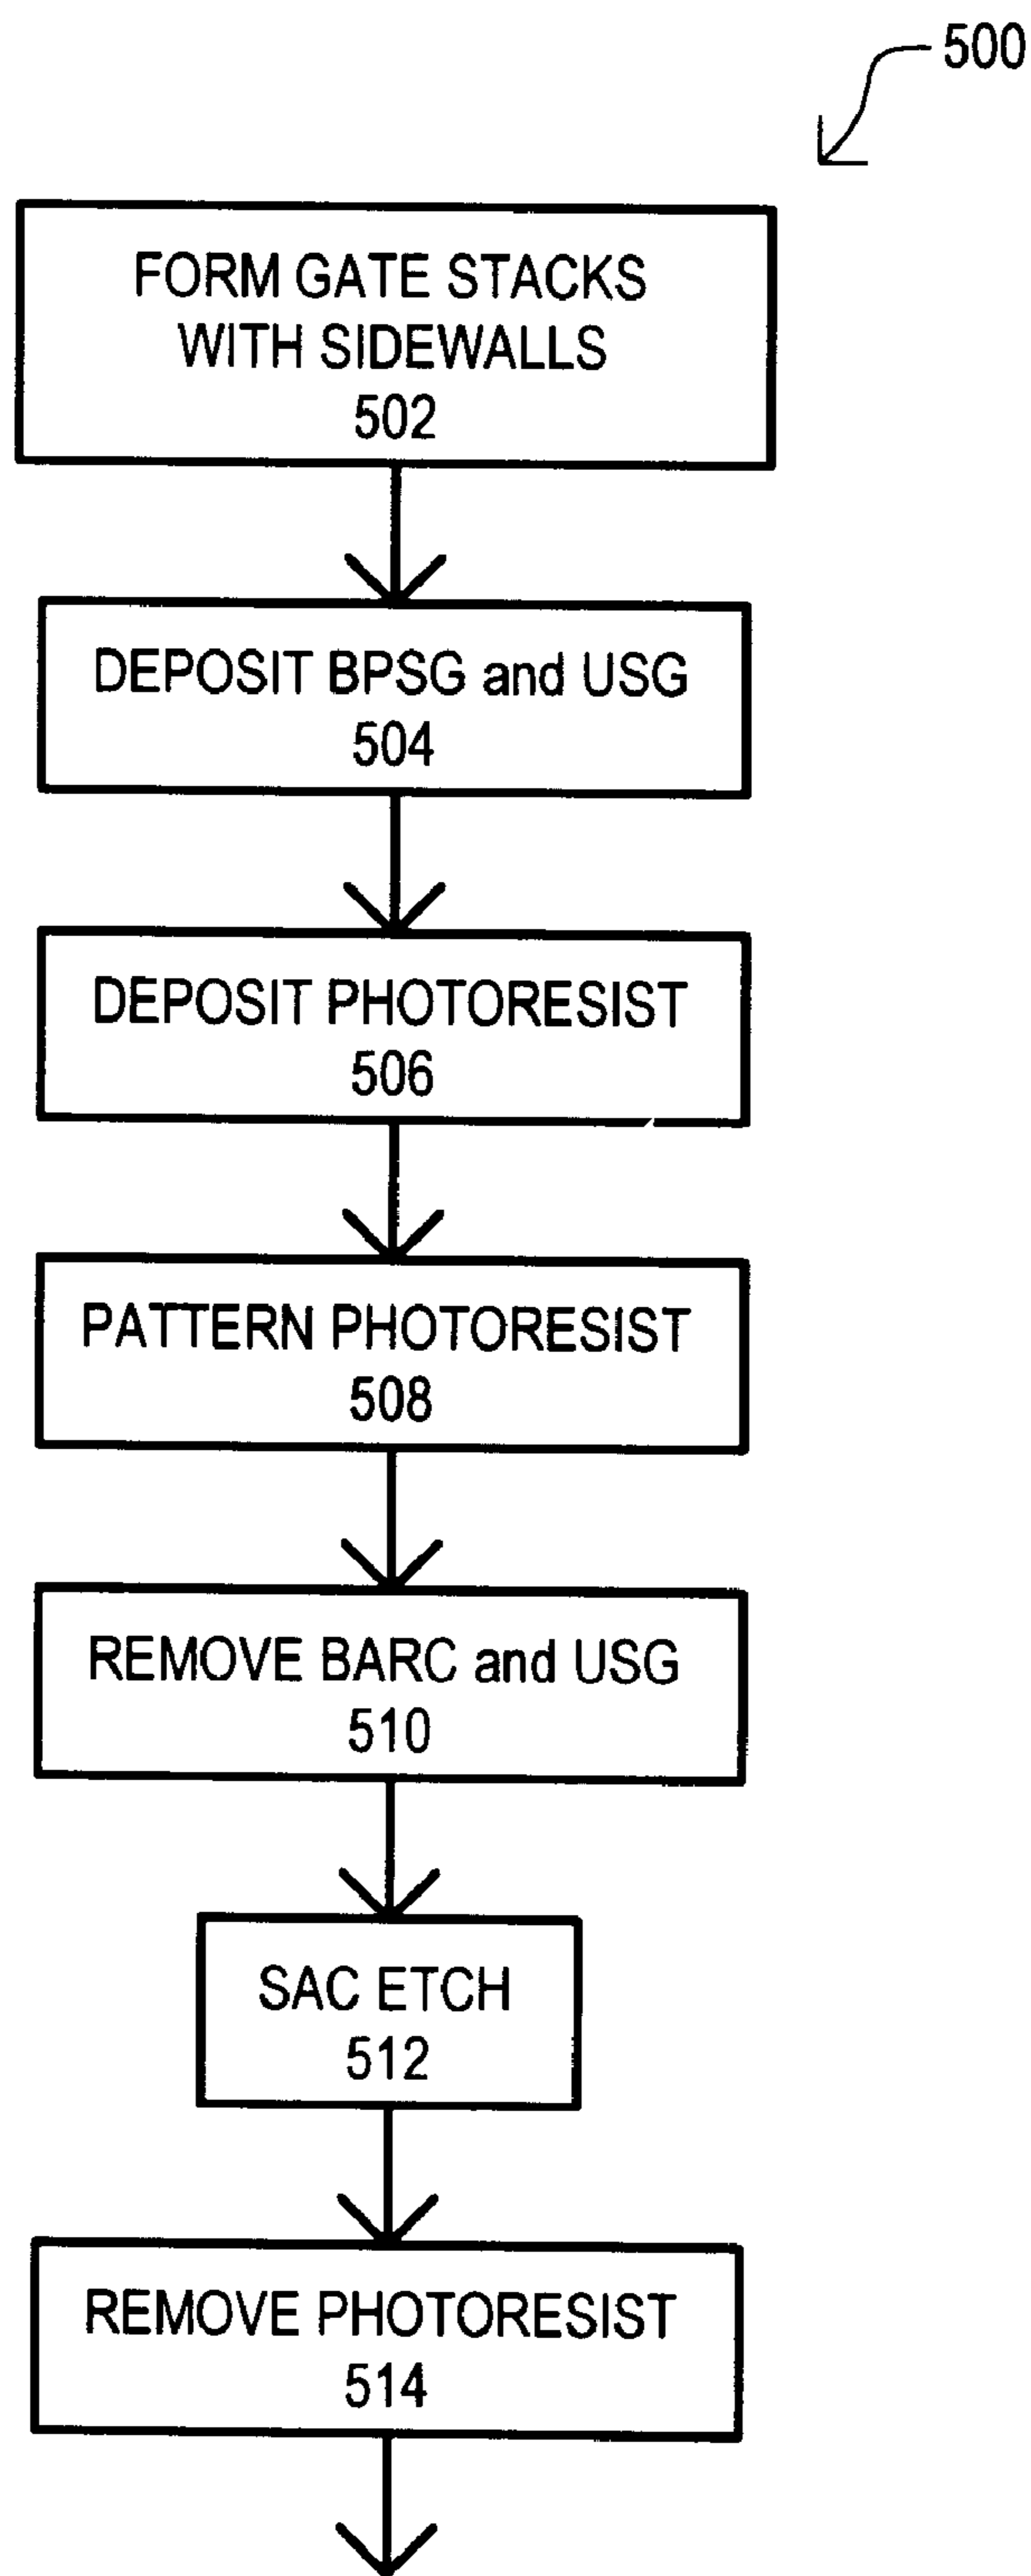 500
FORM GATE STACKS
WITH SIDEWALLS
502
DEPOSIT BPSG and USG
504
DEPOSIT PHOTORESIST
506
PATTERN PHOTORESIST
508
REMOVE BARC and USG
510
SAC ETCH
512
REMOVE PHOTORESIST
514